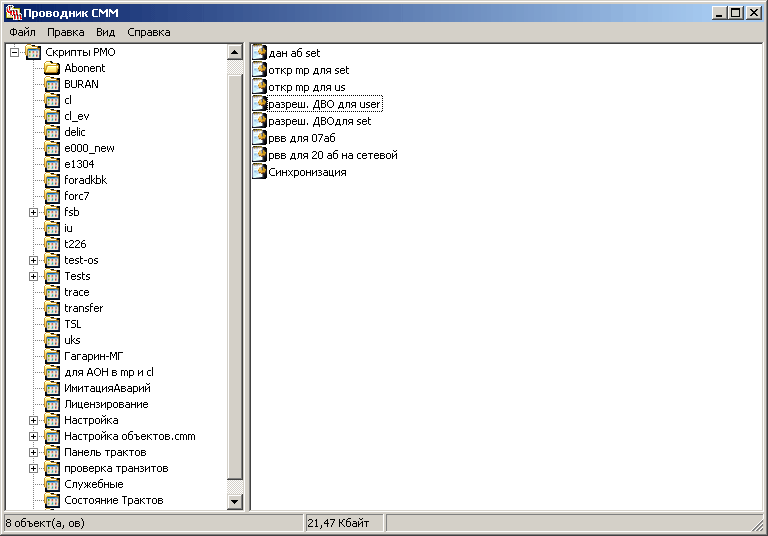 Проводник СММ
Файл Правка Вид Справка
Скрипты РМО
Abonent
BURAN
cl
cl_ev
delic
e000_new
e1304
foradkbk
forc7
fsb
iu
t226
test-os
Tests
trace
transfer
TSL
uks
Гагарин-МГ
для АОН в mp и cl
ИмитацияАварий
Лицензирование
Настройка
Настройка объектов.cmm
Панель трактов
проверка транзитов
Служебные
Состояние Трактов
дан аб set
откр mp для set
откр mp для us
разреш. ДВО для user
разреш. ДВОдля set
рвв для 07аб
рвв для 20 аб на сетевой
Синхронизация
8 объект(а, ов)
21,47 Кбайт